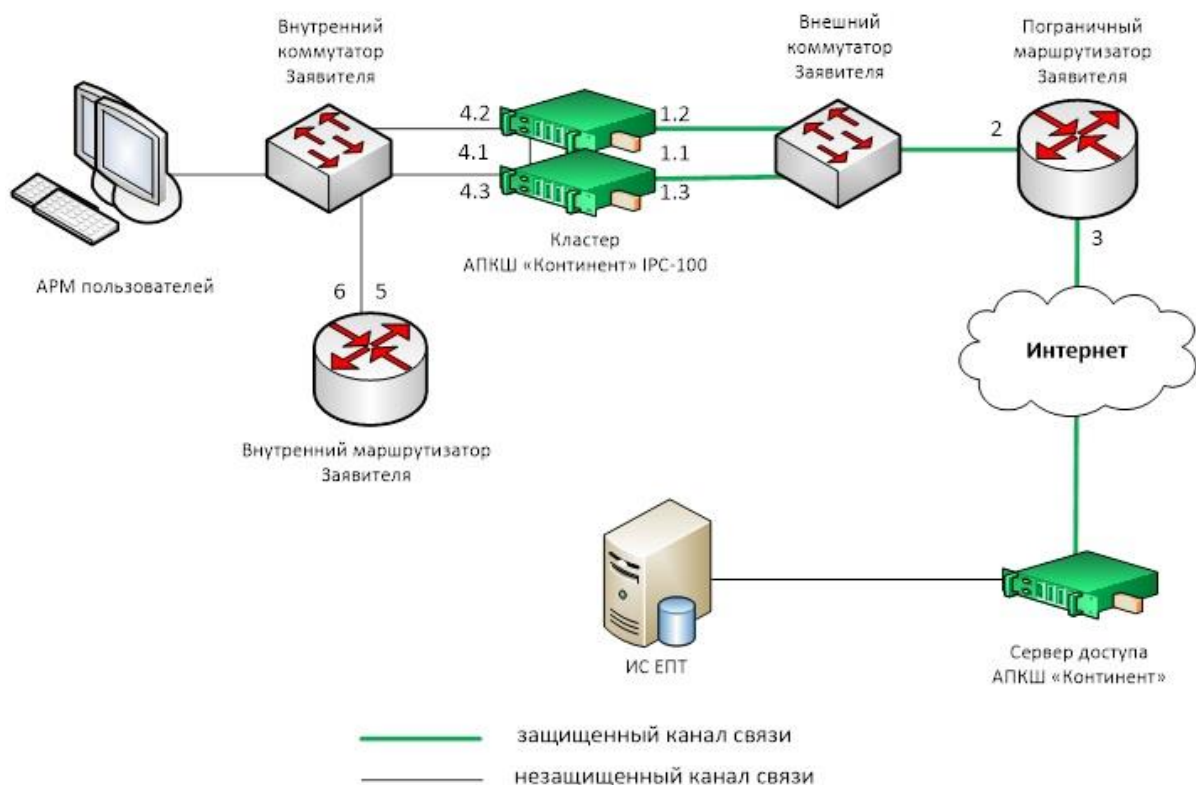 Внутренний
коммутатор
Заявителя
Внешний
коммутатор
Заявителя
Пограничный
маршрутизатор
Заявителя
4.2
1.2
4.1
1.1
4.3
1.3
2
3
Кластер
АПКШ «Континент» IPC-100
АРМ пользователей
6
5
Внутренний маршрутизатор
Заявителя
Интернет
ИС ЕПТ
Сервер доступа
АПКШ «Континент»
защищенный канал связи
незащищенный канал связи